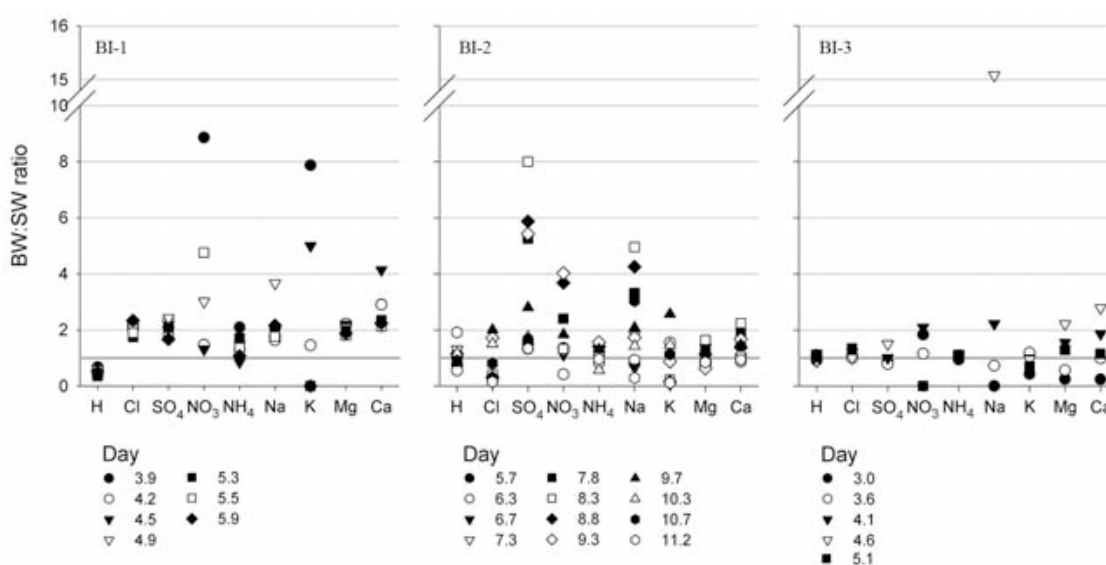 BW:SW ratio
16
15
10
8
6
4
2
0
BI-1
H Cl SO4 NO3 NH4 Na K Mg Ca
BI-2
H Cl SO4 NO3 NH4 Na K Mg Ca
BI-3
H Cl SO4 NO3 NH4 Na K Mg Ca
Day
3.9 5.3
4.2 5.5
4.5 5.9
4.9
Day
5.7 7.8 9.7
6.3 8.3 10.3
6.7 8.8 10.7
7.3 9.3 11.2
Day
3.0
3.6
4.1
4.6
5.1